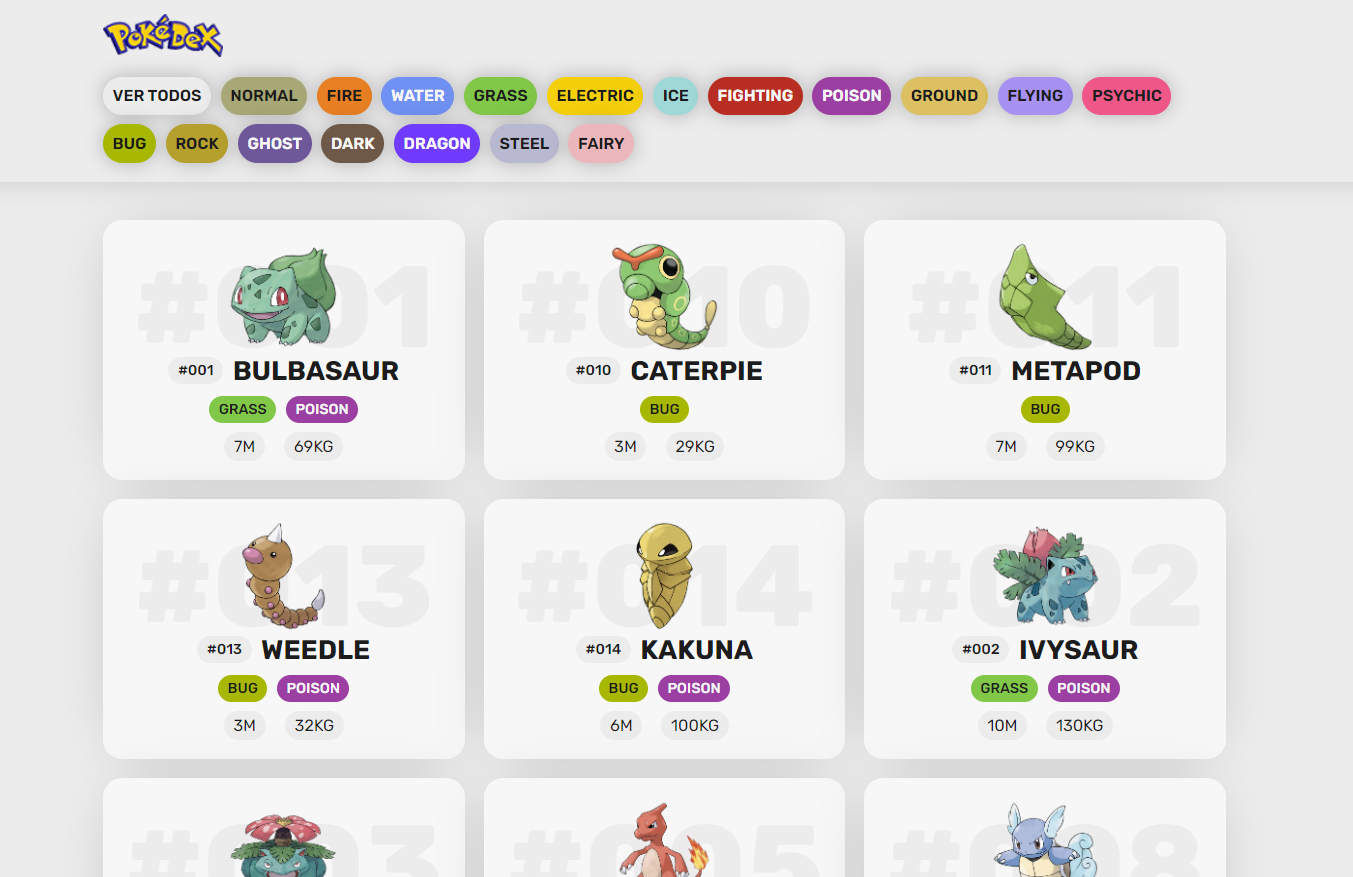 POKÉDEX
VER TODOS NORMAL FIRE WATER GRASS ELECTRIC ICE FIGHTING POISON GROUND FLYING PSYCHIC
BUG ROCK GHOST DARK DRAGON STEEL FAIRY
#001
#001 BULBASAUR
GRASS POISON
7M 69KG
#010
#010 CATERPIE
BUG
3M 29KG
#011
#011 METAPOD
BUG
7M 99KG
#013
#013 WEEDLE
BUG POISON
3M 32KG
#014
#014 KAKUNA
BUG POISON
6M 100KG
#002
#002 IVYSAUR
GRASS POISON
10M 130KG
#003
#005
#008